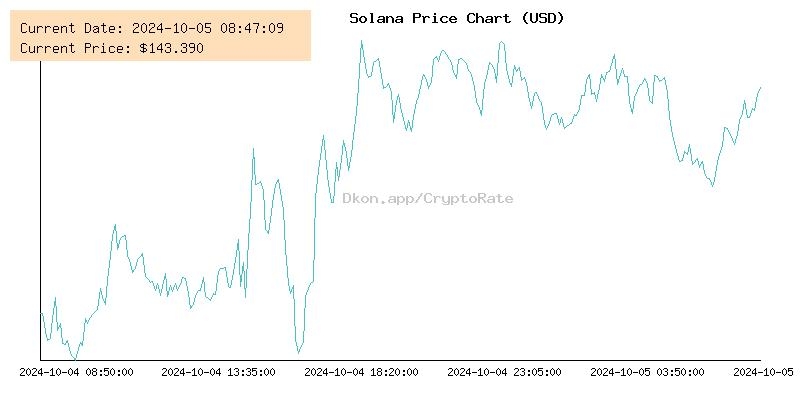 Solana Price Chart (USD)
Current Date: 2024-10-05 08:47:09
Current Price: $143.390
Dkon.app/CryptoRate
2024-10-04 08:50:00 2024-10-04 13:35:00 2024-10-04 18:20:00 2024-10-04 23:05:00 2024-10-05 03:50:00 2024-10-05